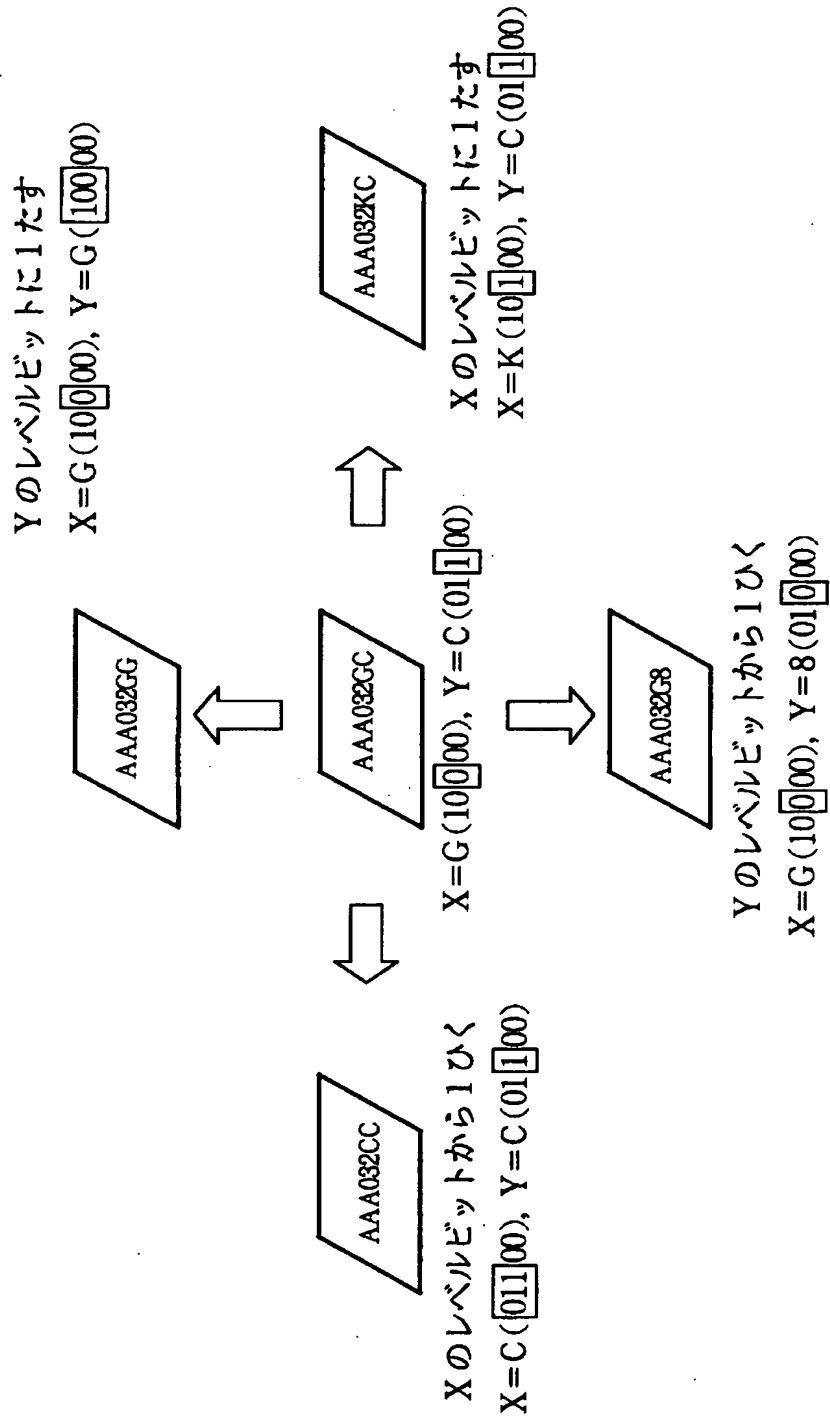 Yのレベルビットに1たす
X=G(10000), Y=G(10000)
AAA032GG
AAA032CC
Xのレベルビットから1ひく
X=C(01100), Y=C(01100)
AAA032GC
X=G(10000), Y=C(01100)
AAA032KC
Xのレベルビットに1たす
X=K(10100), Y=C(01100)
AAA032G8
Yのレベルビットから1ひく
X=G(10000), Y=8(01000)